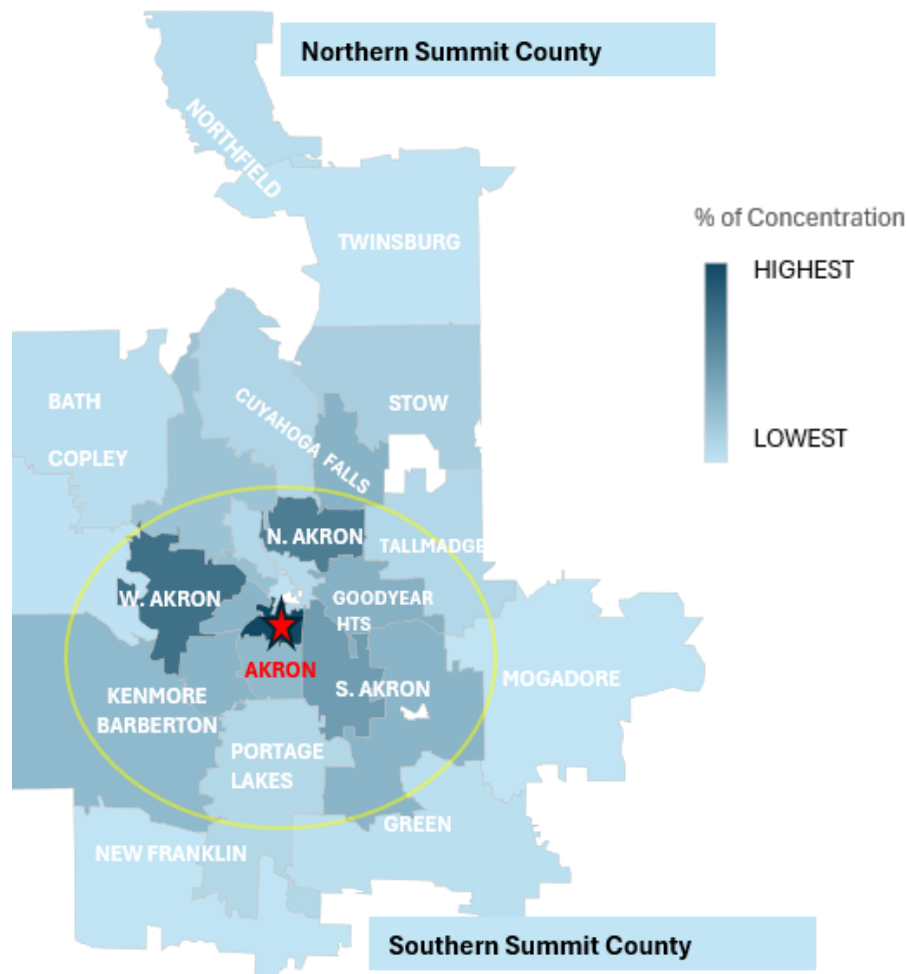 Northern Summit County
NORTHFIELD
% of Concentration
TWINSBURG
HIGHEST
BATH
STOW
CUYAHOGA FALLS
LOWEST
COPLEY
N. AKRON
TALLMADGE
W. AKRON
GOODYEAR
HTS
AKRON
S. AKRON
MOGADORE
KENMORE
BARBERTON
PORTAGE
LAKES
GREEN
NEW FRANKLIN
Southern Summit County